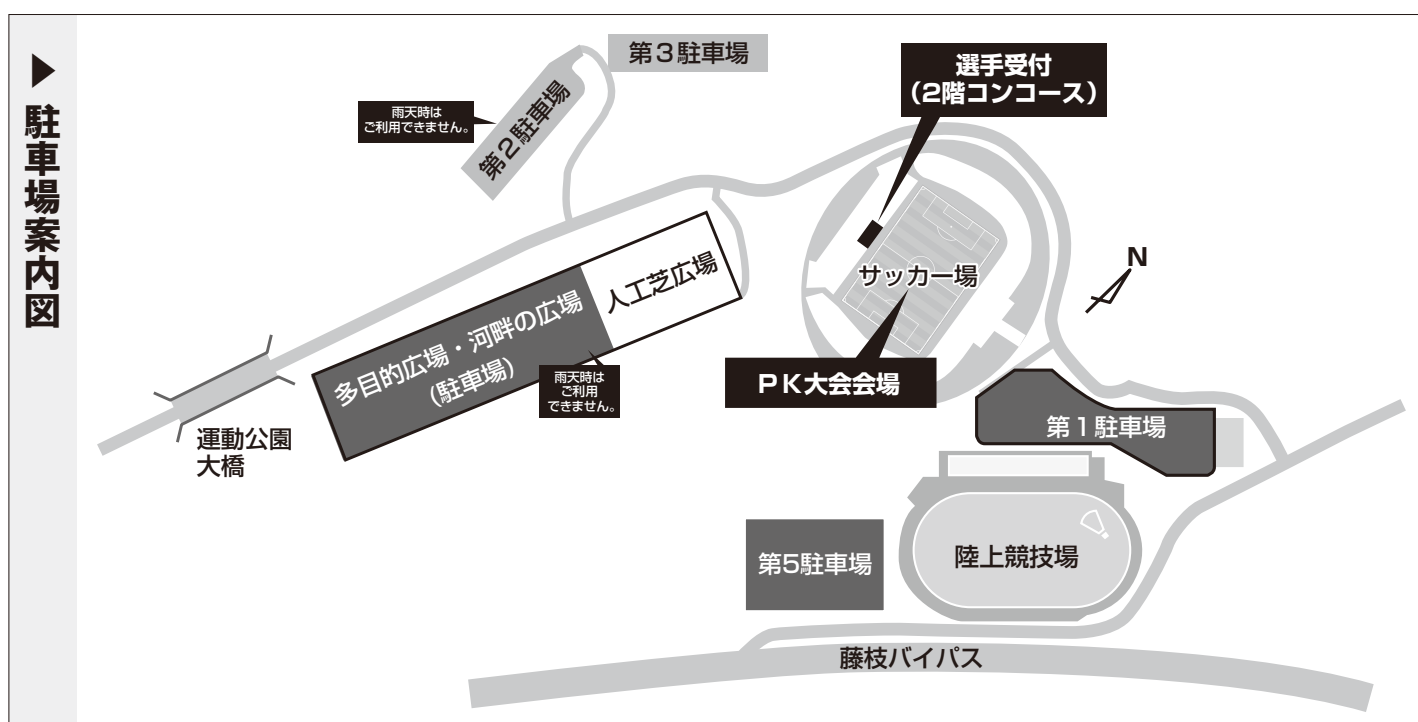 ▶駐車場案内図
第3駐車場
選手受付
(2階コンコース)
雨天時は
ご利用できません。
第2駐車場
N
人工芝広場
サッカー場
多目的広場・河畔の広場
(駐車場)
雨天時は
ご利用
できません。
PK大会会場
第1駐車場
運動公園
大橋
第5駐車場
陸上競技場
藤枝バイパス